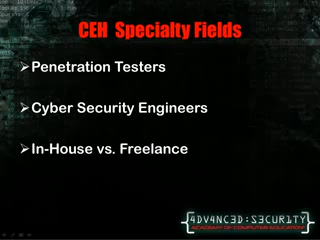 CEH Specialty Fields
Penetration Testers
Cyber Security Engineers
In-House vs. Freelance
4DV4NC3D:S3CUR1TY
ACADEMY OF COMPUTER EDUCATION